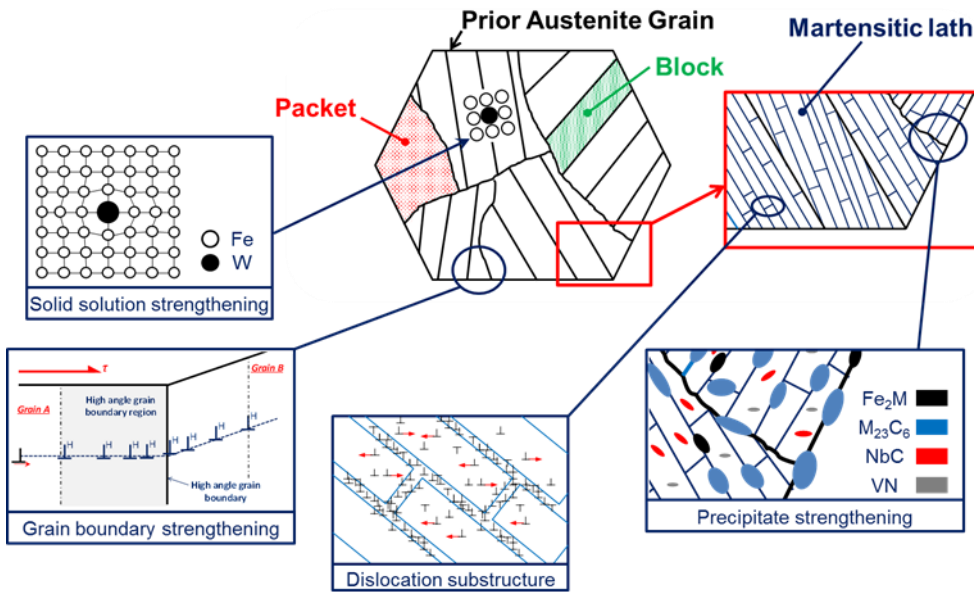 Prior Austenite Grain
Martensitic lath
Block
Packet
Fe
W
Solid solution strengthening
τ
Grain A
High angle grain
boundary region
Grain B
H
H
H
H
H
H
H
H
High angle grain
boundary
Grain boundary strengthening
Dislocation substructure
Fe₂M
M₂₃C₆
NbC
VN
Precipitate strengthening